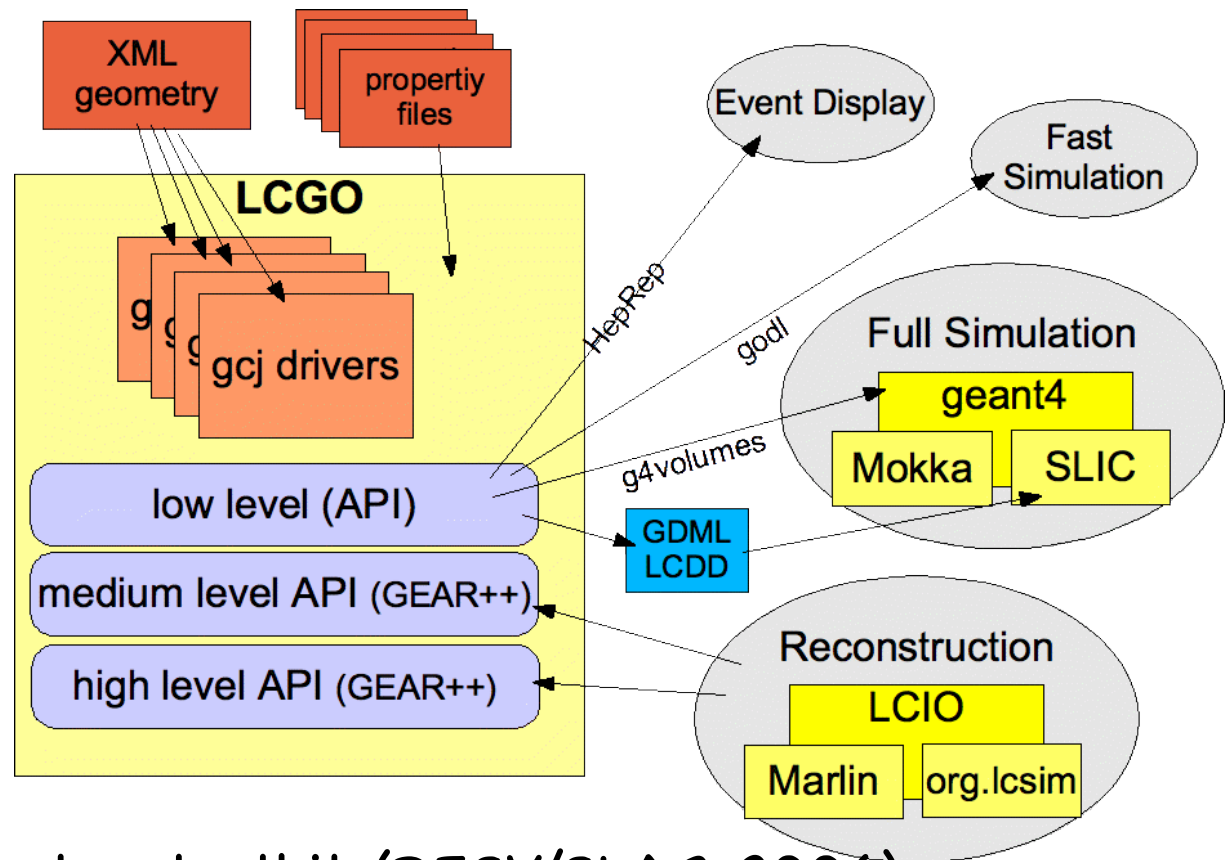 XML
geometry
propertiy
files
LCGO
g
g
g
gcj drivers
low level (API)
medium level API (GEAR++)
high level API (GEAR++)
HepRep
godl
g4volumes
GDML
LCDD
Event Display
Fast
Simulation
Full Simulation
geant4
Mokka
SLIC
Reconstruction
LCIO
Marlin
org.lcsim